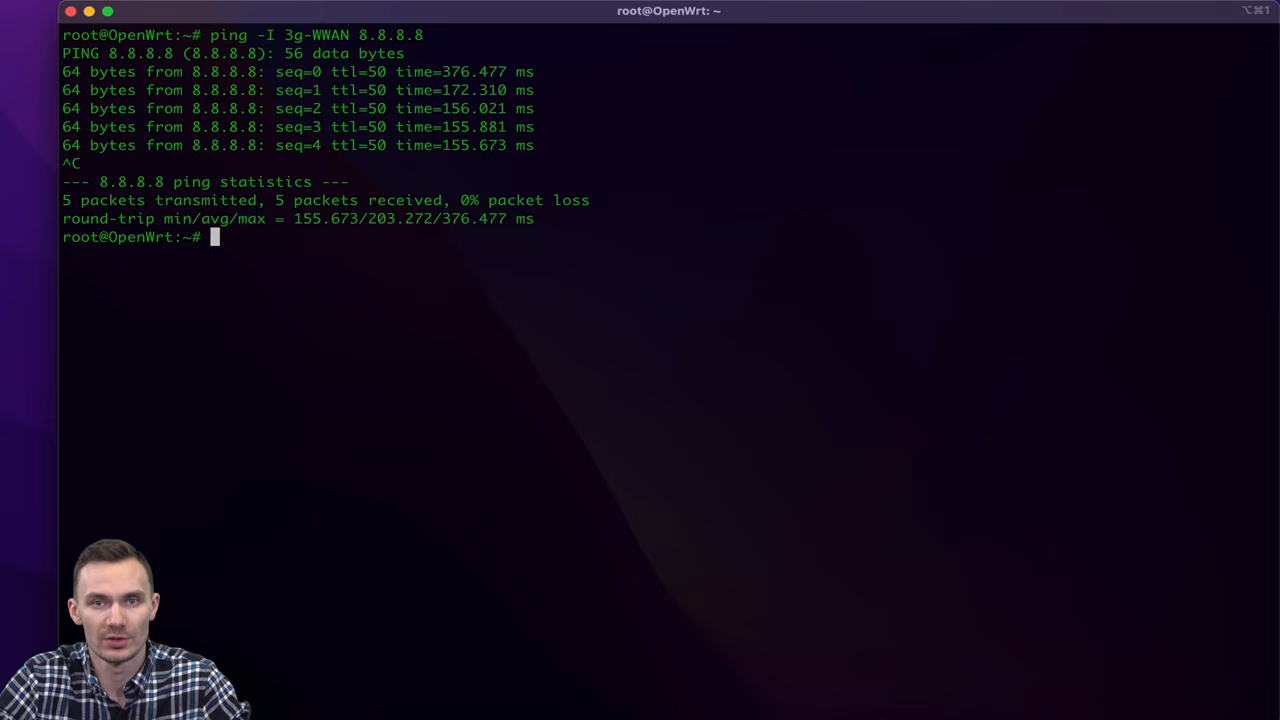 root@OpenWrt: ~
⌥⌘1
root@OpenWrt:~# ping -I 3g-WWAN 8.8.8.8
PING 8.8.8.8 (8.8.8.8): 56 data bytes
64 bytes from 8.8.8.8: seq=0 ttl=50 time=376.477 ms
64 bytes from 8.8.8.8: seq=1 ttl=50 time=172.310 ms
64 bytes from 8.8.8.8: seq=2 ttl=50 time=156.021 ms
64 bytes from 8.8.8.8: seq=3 ttl=50 time=155.881 ms
64 bytes from 8.8.8.8: seq=4 ttl=50 time=155.673 ms
^C
--- 8.8.8.8 ping statistics ---
5 packets transmitted, 5 packets received, 0% packet loss
round-trip min/avg/max = 155.673/203.272/376.477 ms
root@OpenWrt:~#